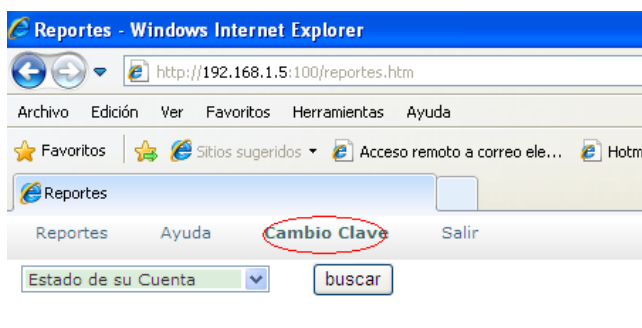 Reportes - Windows Internet Explorer
http://192.168.1.5:100/reportes.htm
Archivo Edición Ver Favoritos Herramientas Ayuda
Favoritos Sitios sugeridos Acceso remoto a correo ele... Hotm
Reportes
Reportes Ayuda Cambio Clave Salir
Estado de su Cuenta buscar